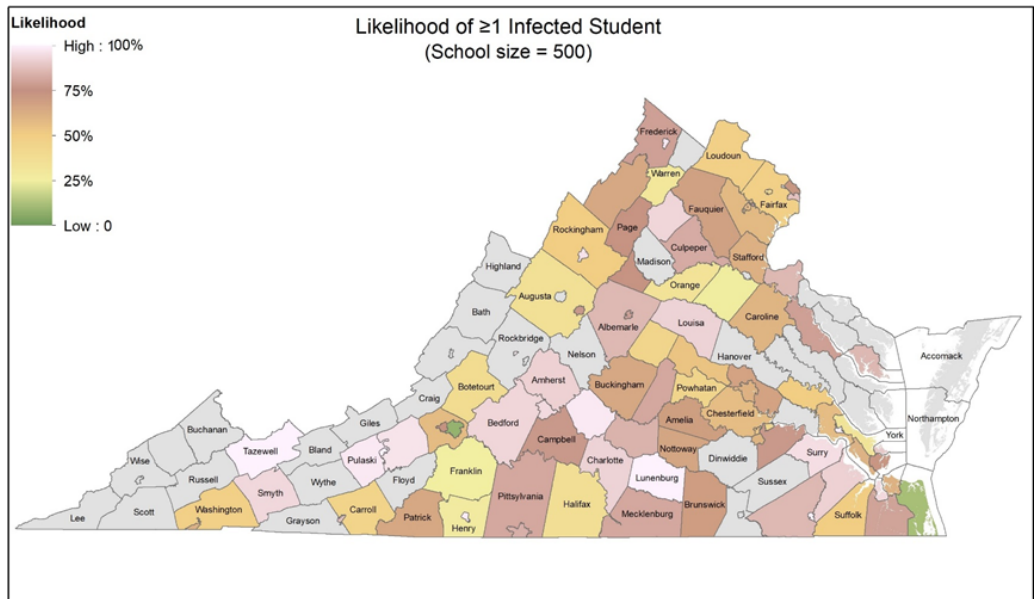 Likelihood of ≥1 Infected Student
(School size = 500)
Likelihood
High : 100%
75%
50%
25%
Low : 0
Frederick
Loudoun
Warren
Fairfax
Fauquier
Page
Rockingham
Culpeper
Madison
Stafford
Highland
Orange
Augusta
Bath
Caroline
Louisa
Albemarle
Rockbridge
Nelson
Hanover
Accomack
Amherst
Buckingham
Botetourt
Powhatan
Craig
Chesterfield
Northampton
Amelia
Giles
Bedford
Buchanan
York
Campbell
Bland
Tazewell
Nottoway
Surry
Dinwiddie
Charlotte
Pulaski
Wise
Franklin
Lunenburg
Russell
Floyd
Wythe
Sussex
Smyth
Pittsylvania
Halifax
Brunswick
Washington
Carroll
Scott
Mecklenburg
Suffolk
Lee
Patrick
Grayson
Henry